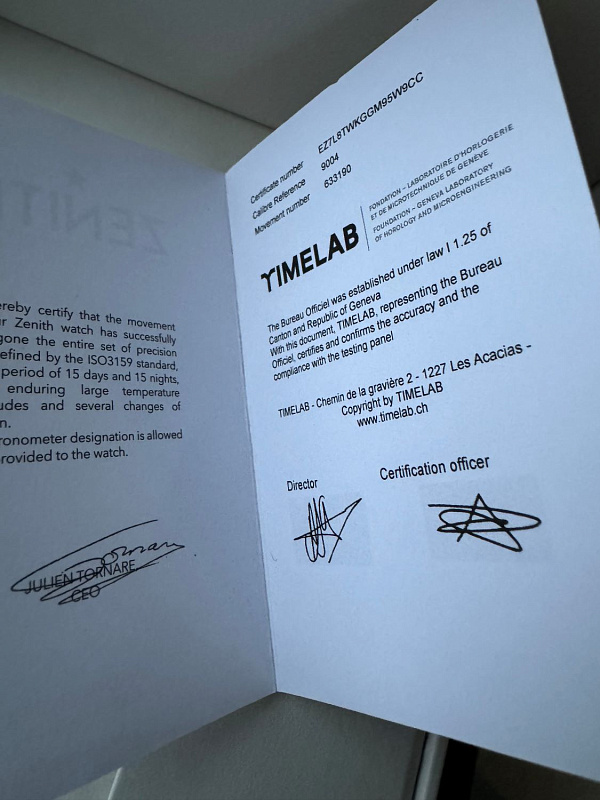 ereby certify that the movement
ur Zenith watch has successfully
gone the entire set of precision
efined by the ISO3159 standard,
period of 15 days and 15 nights,
enduring large temperature
udes and several changes of
n.
ronometer designation is allowed
rovided to the watch.
JULIEN TORNARE
CEO
Certificate number EZ7L8TWKGGM95W9CC
Calibre Reference 9004
Movement number 633190
TIMELAB
FONDATION – LABORATOIRE D'HORLOGERIE
ET DE MICROTECHNIQUE DE GENÈVE
FOUNDATION – GENEVA LABORATORY
OF HOROLOGY AND MICROENGINEERING
The Bureau Officiel was established under law I 1.25 of
Canton and Republic of Geneva
With this document, TIMELAB, representing the Bureau
Officiel, certifies and confirms the accuracy and the
compliance with the testing panel
TIMELAB - Chemin de la gravière 2 - 1227 Les Acacias -
Copyright by TIMELAB
www.timelab.ch
Director
Certification officer